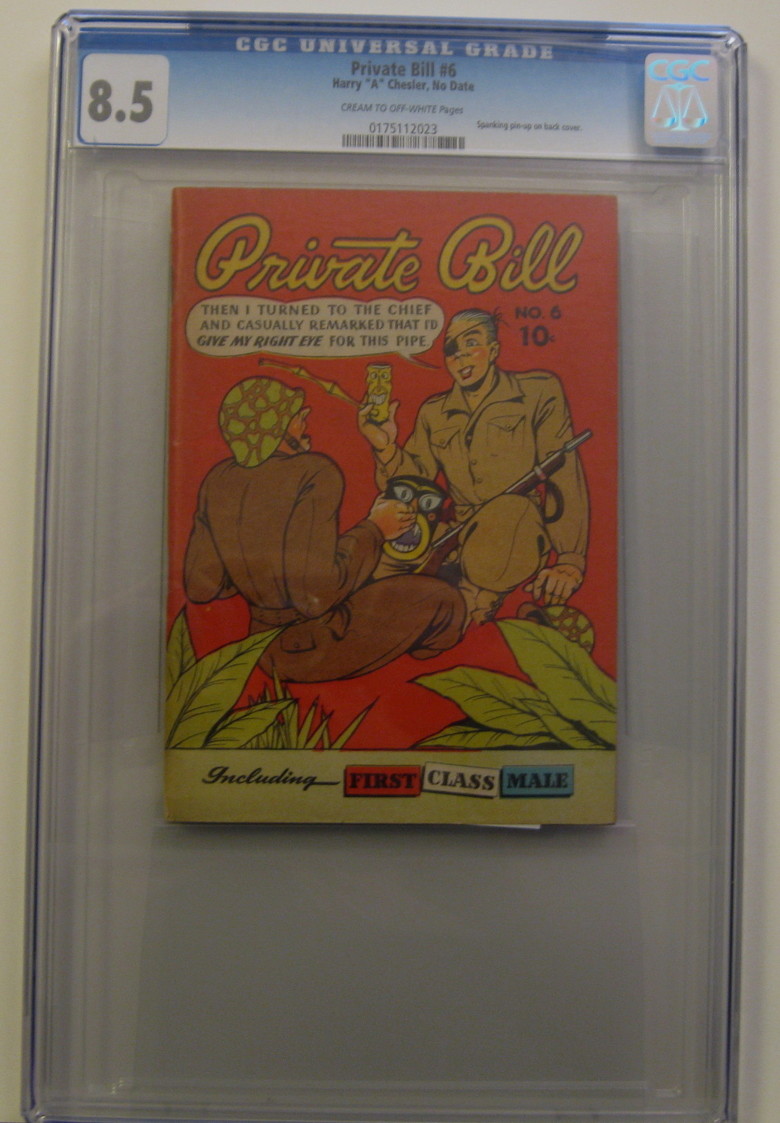 CGC UNIVERSAL GRADE
8.5
Private Bill #6
Harry "A" Chesler, No Date
CREAM TO OFF-WHITE Pages
0175112023
Spanking pin-up on back cover.
CGC
Private Bill
THEN I TURNED TO THE CHIEF
AND CASUALLY REMARKED THAT I'D
GIVE MY RIGHT EYE FOR THIS PIPE.
NO. 6
10¢
Including FIRST CLASS MALE